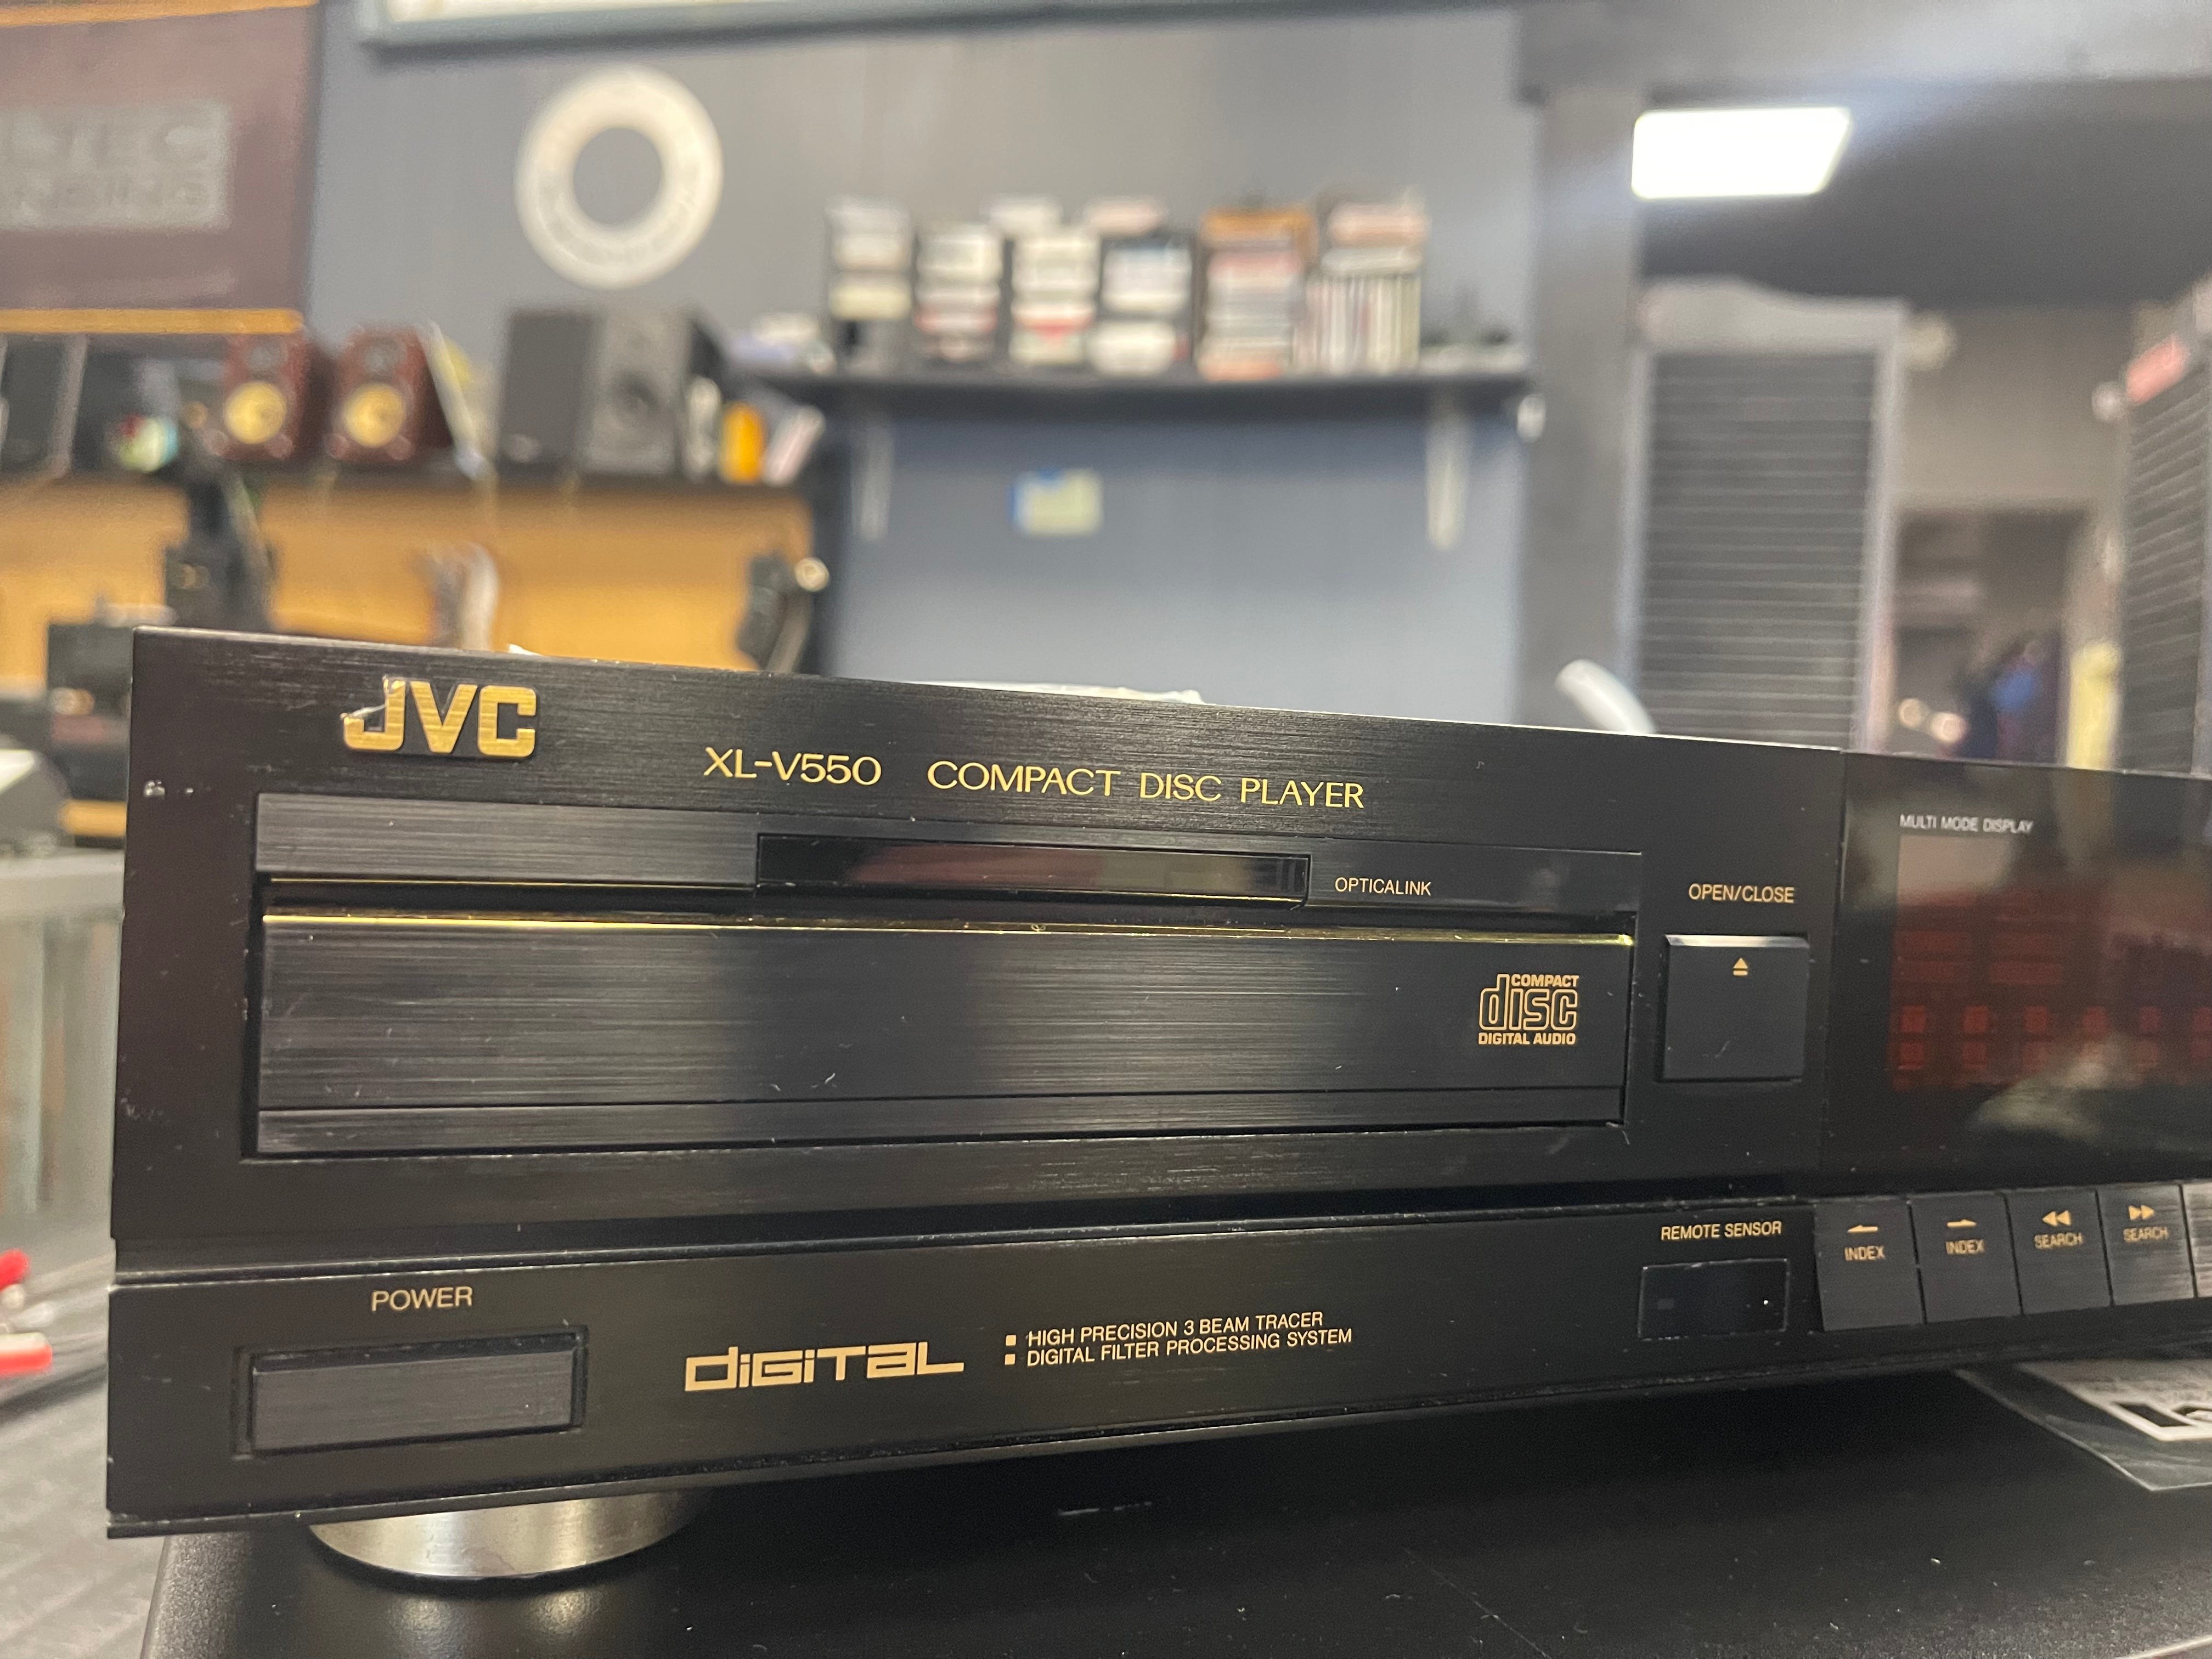 JVC
XL-V550 COMPACT DISC PLAYER
MULTI MODE DISPLAY
OPTICALINK
OPEN/CLOSE
COMPACT
disc
DIGITAL AUDIO
REMOTE SENSOR
INDEX
INDEX
SEARCH
SEARCH
POWER
DIGITAL
HIGH PRECISION 3 BEAM TRACER
DIGITAL FILTER PROCESSING SYSTEM